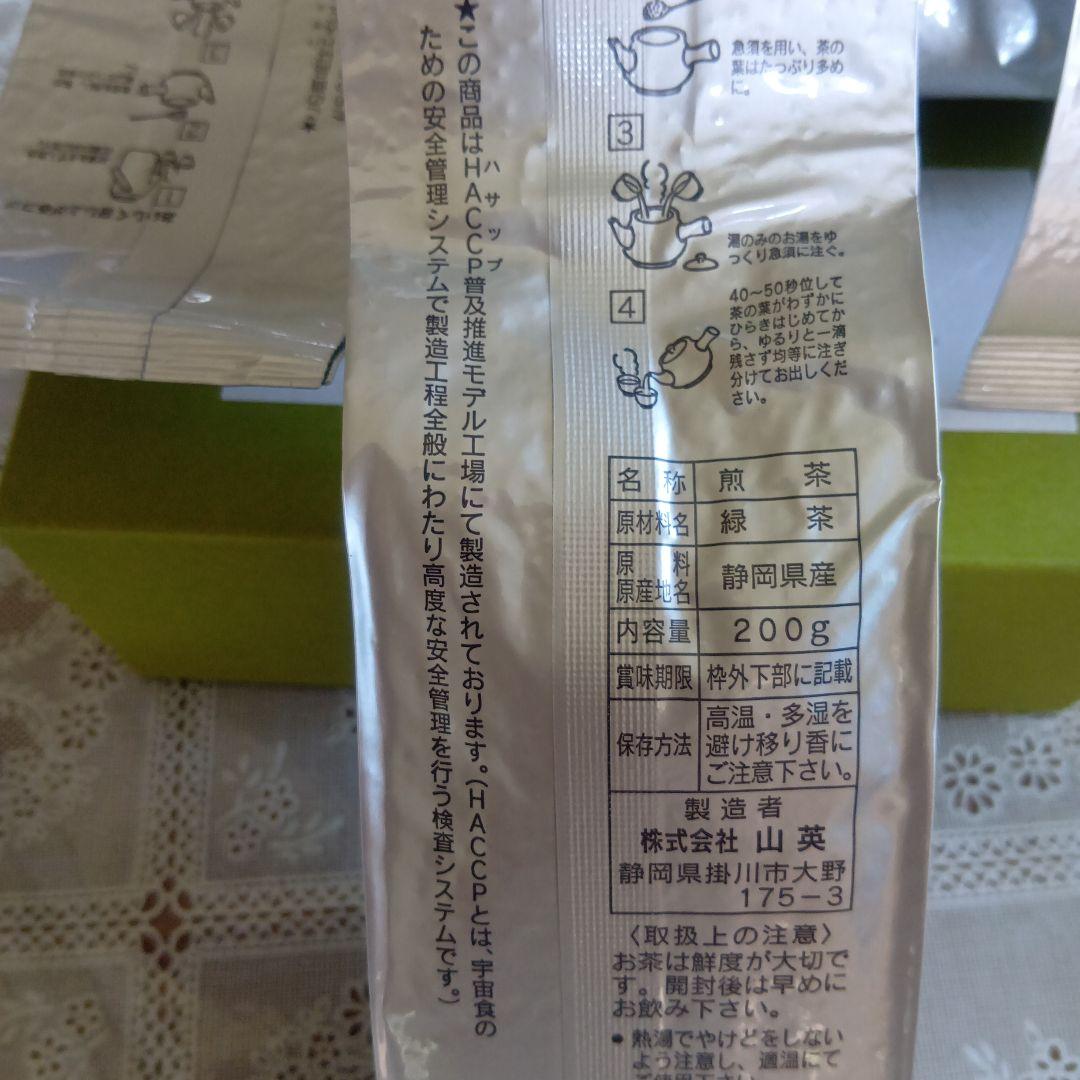 ★この商品はHACCP普及推進モデル工場にて製造されております。(HACCPとは、宇宙食の
ハサップ
ための安全管理システムで製造工程全般にわたり高度な安全管理を行う検査システムです。)
急須を用い、茶の
葉はたっぷり多め
に。
3
湯のみのお湯をゆ
っくり急須に注ぐ。
4
40〜50秒位して
茶の葉がわずかに
ひらきはじめてか
ら、ゆるりと一滴
残さず均等に注ぎ
分けてお出しくだ
さい。
名称 煎茶
原材料名 緑茶
原料
原産地名 静岡県産
内容量 200g
賞味期限 枠外下部に記載
保存方法 高温・多湿を
避け移り香に
ご注意下さい。
製造者
株式会社 山英
静岡県掛川市大野
175-3
〈取扱上の注意〉
お茶は鮮度が大切で
す。開封後は早めに
お飲み下さい。
●熱湯でやけどをしない
よう注意し、適温にて
ご使用下さい。